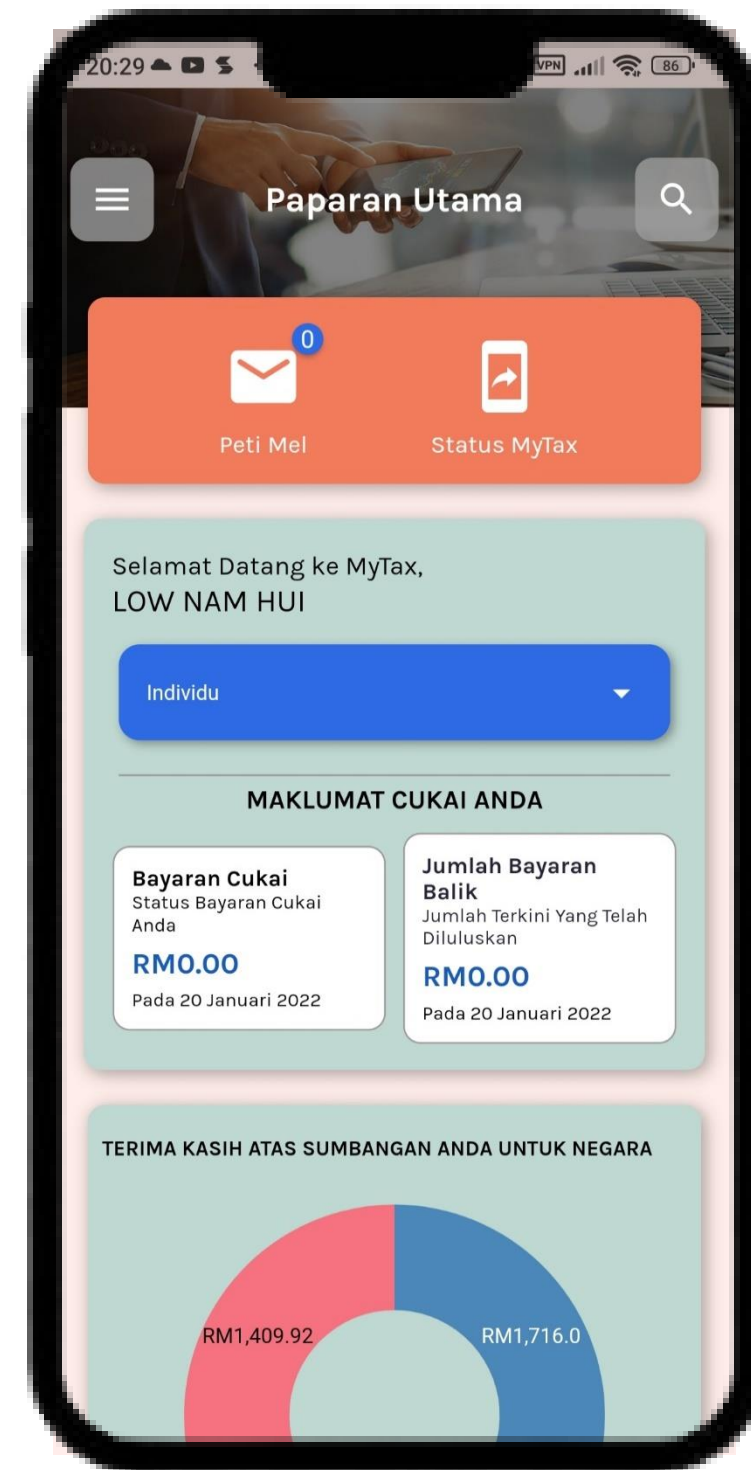 20:29
VPN
86
Paparan Utama
0
Peti Mel
Status MyTax
Selamat Datang ke MyTax,
LOW NAM HUI
Individu
MAKLUMAT CUKAI ANDA
Bayaran Cukai
Status Bayaran Cukai
Anda
RM0.00
Pada 20 Januari 2022
Jumlah Bayaran
Balik
Jumlah Terkini Yang Telah
Diluluskan
RM0.00
Pada 20 Januari 2022
TERIMA KASIH ATAS SUMBANGAN ANDA UNTUK NEGARA
RM1,409.92
RM1,716.0